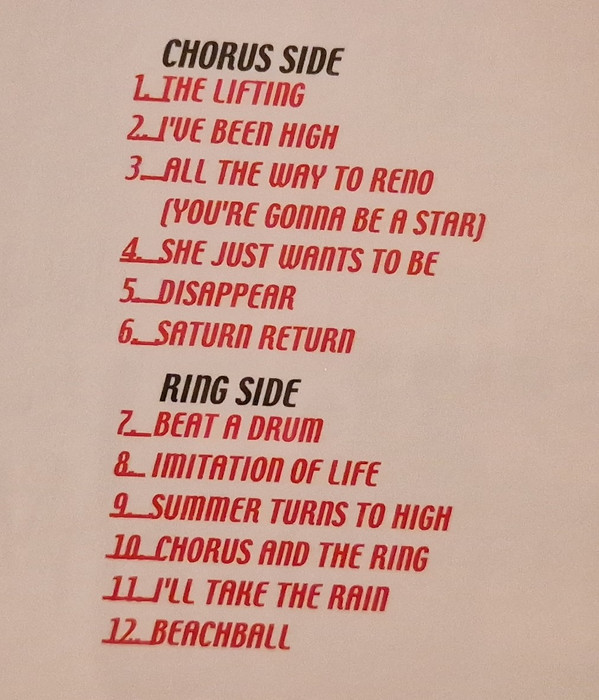 CHORUS SIDE
1. THE LIFTING
2. I'VE BEEN HIGH
3. ALL THE WAY TO RENO
(YOU'RE GONNA BE A STAR)
4. SHE JUST WANTS TO BE
5. DISAPPEAR
6. SATURN RETURN
RING SIDE
7. BEAT A DRUM
8. IMITATION OF LIFE
9. SUMMER TURNS TO HIGH
10. CHORUS AND THE RING
11. I'LL TAKE THE RAIN
12. BEACHBALL